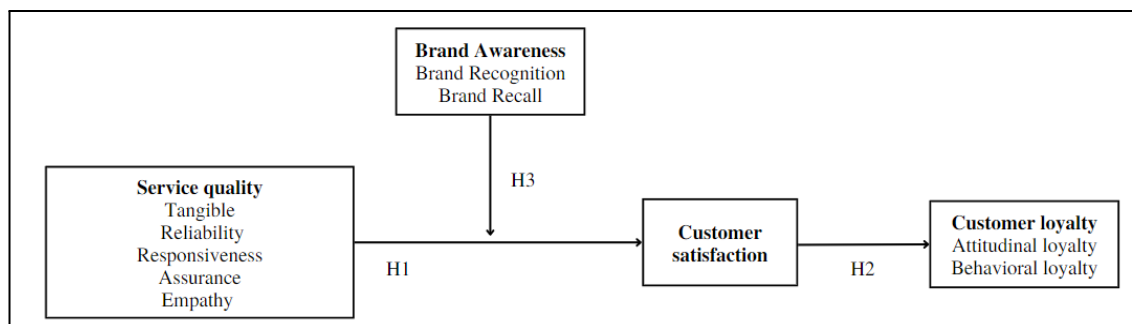 Brand Awareness
Brand Recognition
Brand Recall
H3
Service quality
Tangible
Reliability
Responsiveness
Assurance
Empathy
H1
Customer
satisfaction
H2
Customer loyalty
Attitudinal loyalty
Behavioral loyalty